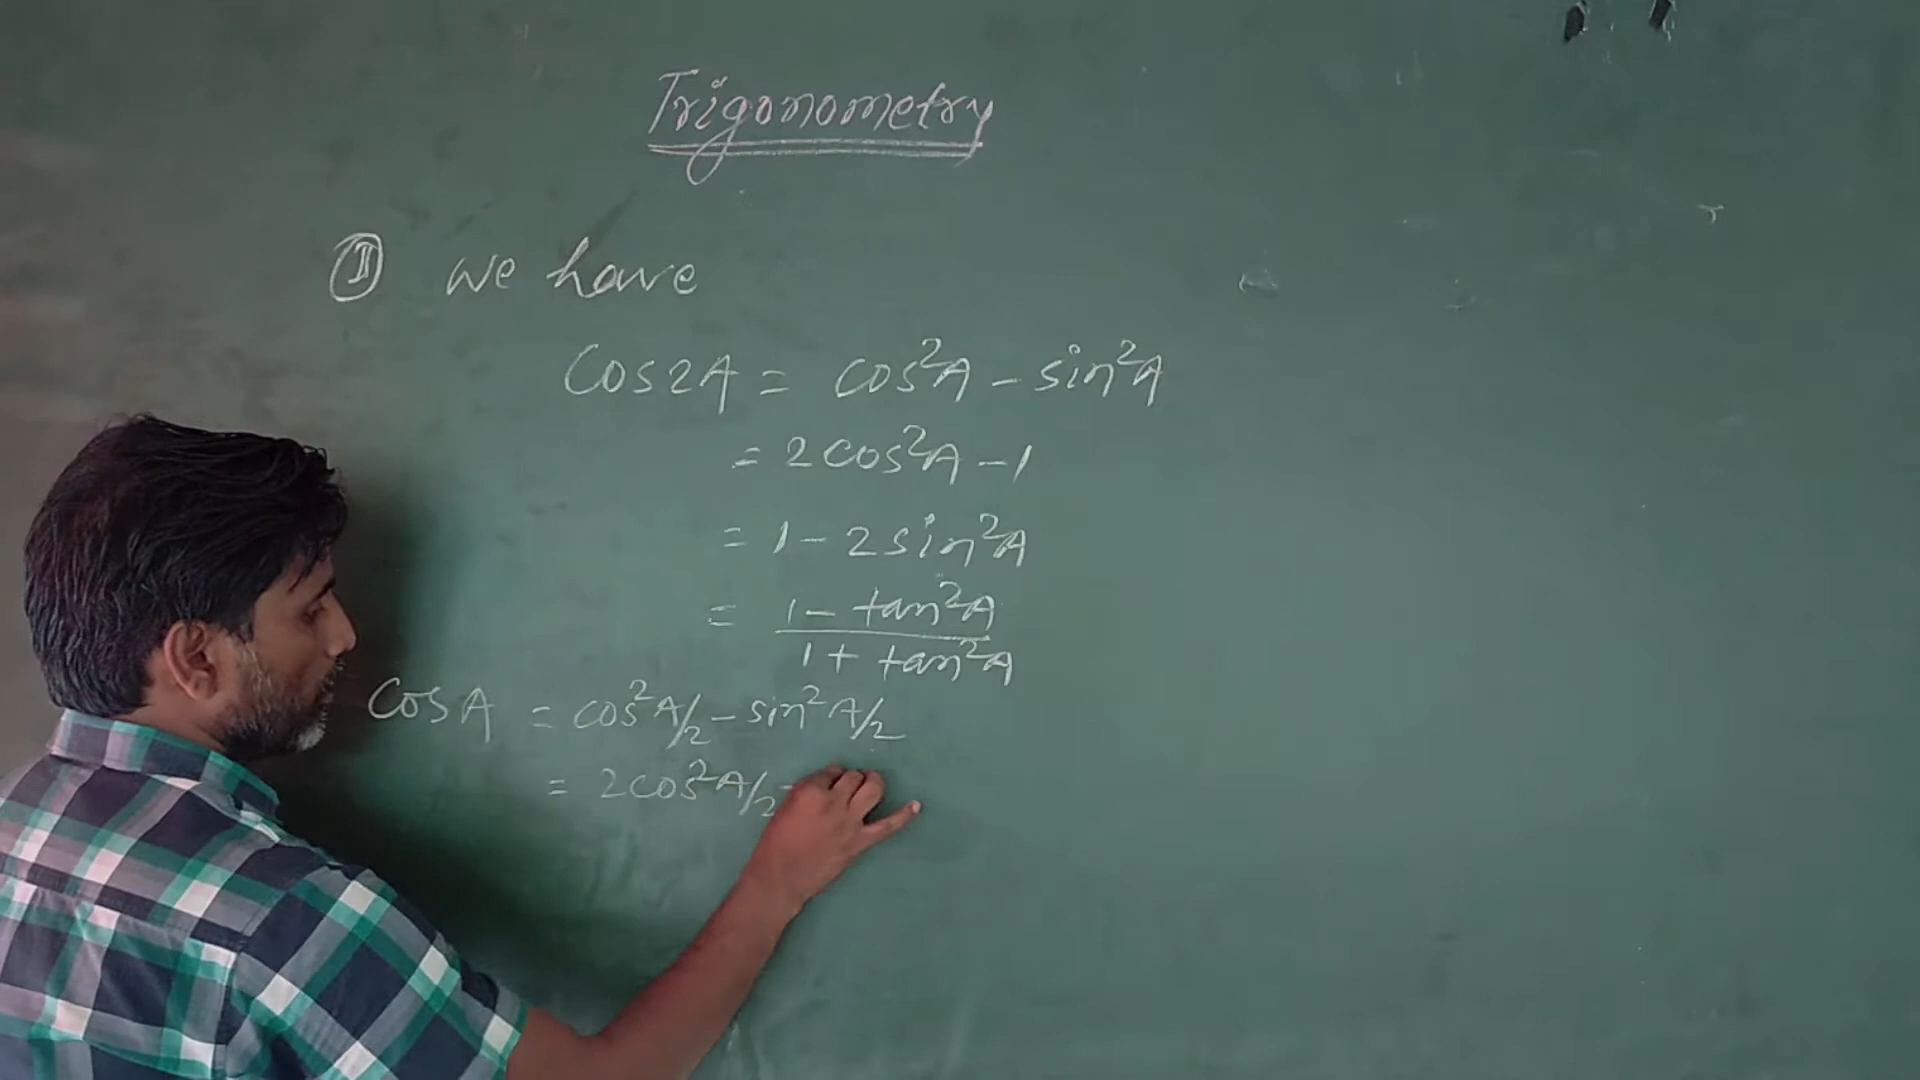 Trigonometry
II We have
Cos2A = cos²A - sin²A
= 2cos²A - 1
= 1 - 2sin²A
= 1 - tan²A
1 + tan²A
CosA = cos²A/2 - sin²A/2
= 2cos²A/2 -